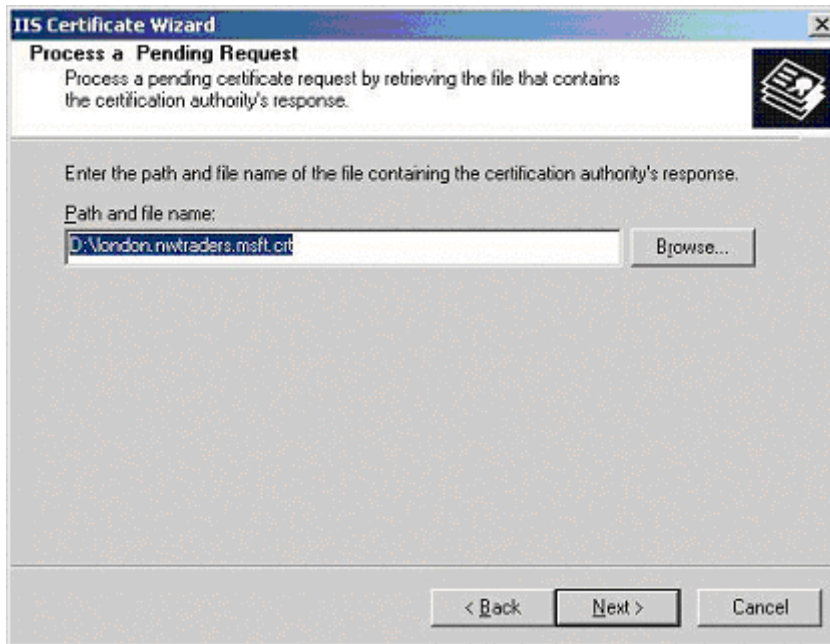 IIS Certificate Wizard
Process a Pending Request
Process a pending certificate request by retrieving the file that contains
the certification authority's response.
Enter the path and file name of the file containing the certification authority's response.
Path and file name:
D:\london.nwtraders.msft.crt
Browse...
< Back
Next >
Cancel